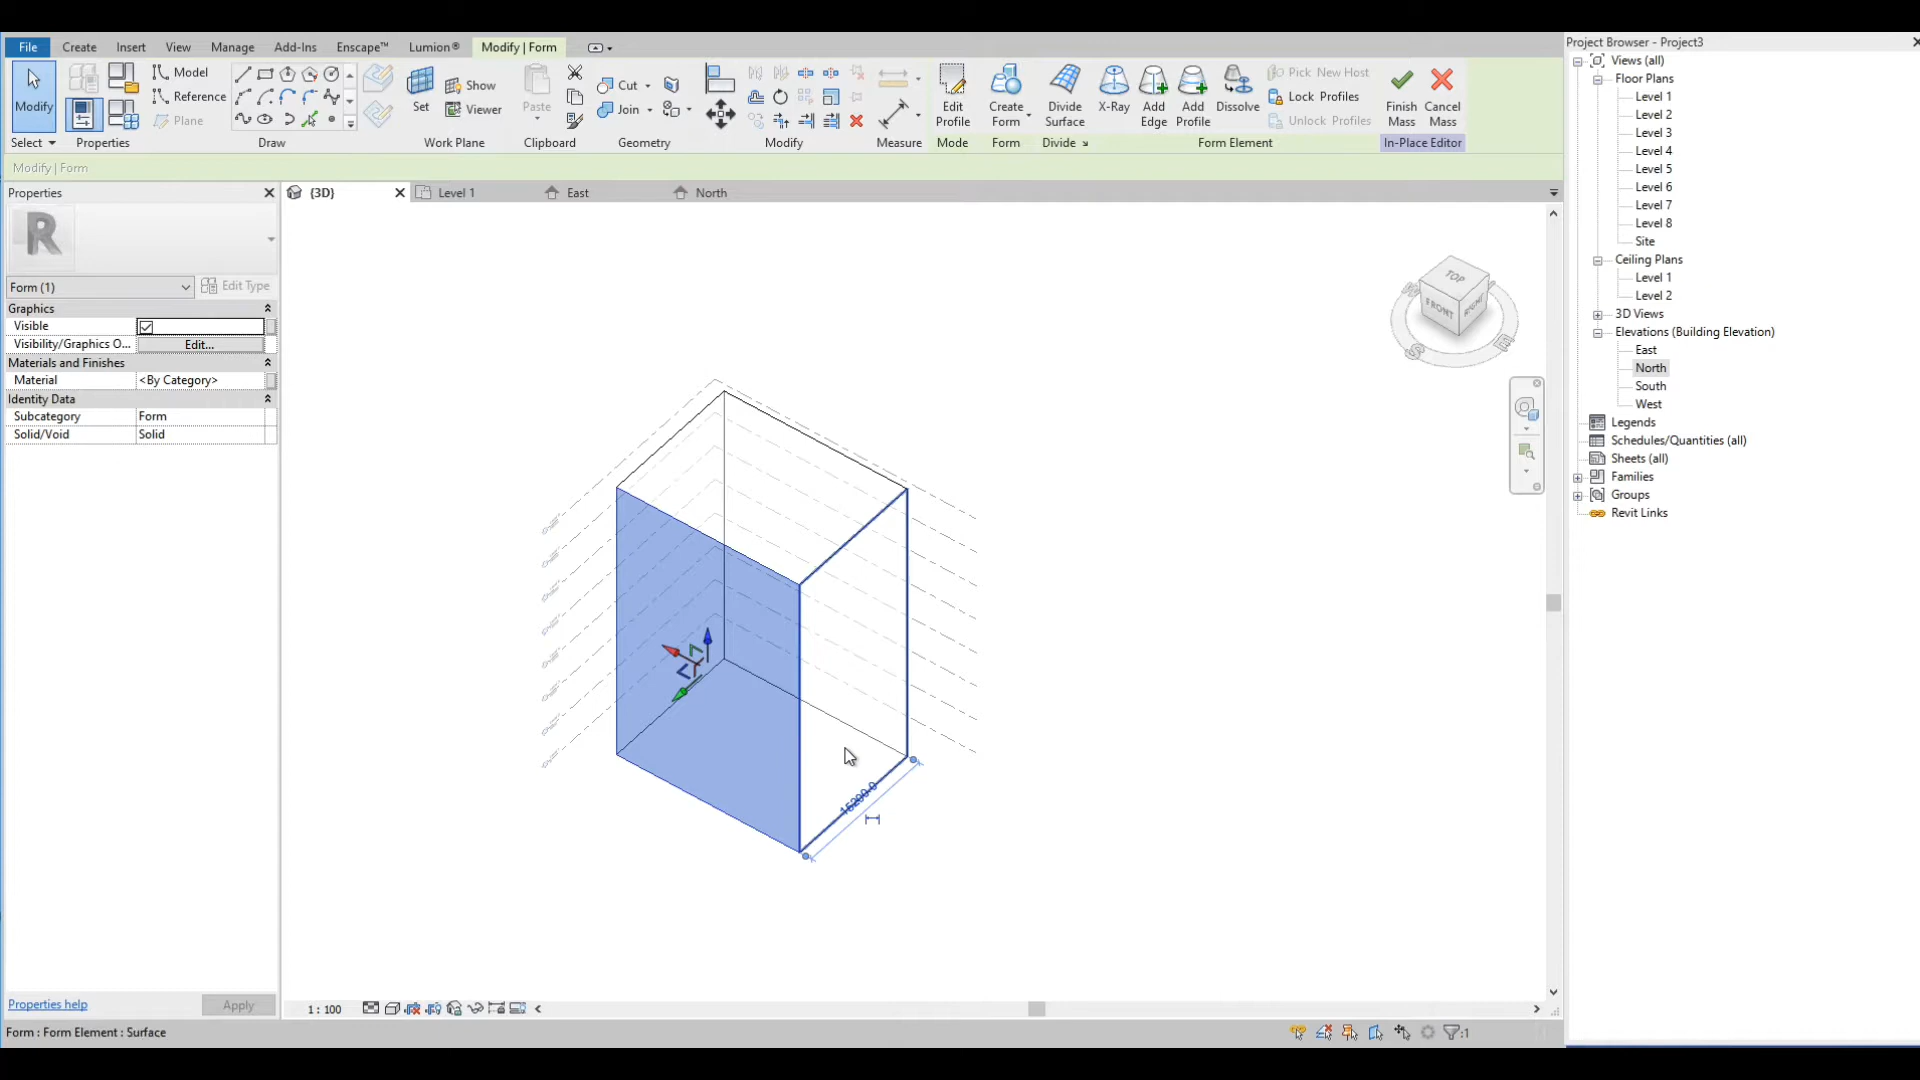 Project Browser - Project3
File Create Insert View Manage Add-Ins Enscape™ Lumion® Modify | Form
Modify
Select
Properties
Model
Reference
Plane
Draw
Set
Show
Viewer
Work Plane
Paste
Clipboard
Cut
Join
Geometry
Modify
Measure
Edit Profile
Mode
Create Form
Form
Divide Surface
Divide
X-Ray
Add Edge
Add Profile
Dissolve
Pick New Host
Lock Profiles
Unlock Profiles
Form Element
Finish Mass
Cancel Mass
In-Place Editor
Modify | Form
Properties
{3D}
Level 1
East
North
R
Form (1)
Edit Type
Graphics
Visible
Visibility/Graphics O... Edit...
Materials and Finishes
Material <By Category>
Identity Data
Subcategory Form
Solid/Void Solid
Properties help
Apply
TOP
FRONT
RIGHT
S
E
15200.0
1 : 100
Form : Form Element : Surface
:1
Views (all)
Floor Plans
Level 1
Level 2
Level 3
Level 4
Level 5
Level 6
Level 7
Level 8
Site
Ceiling Plans
Level 1
Level 2
3D Views
Elevations (Building Elevation)
East
North
South
West
Legends
Schedules/Quantities (all)
Sheets (all)
Families
Groups
Revit Links